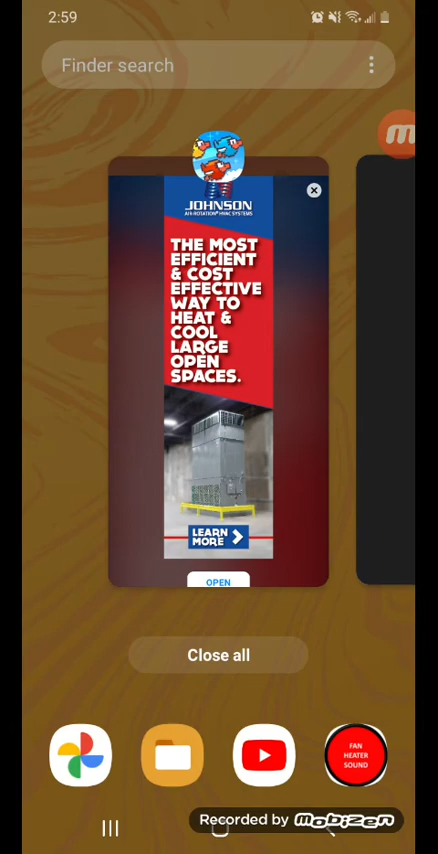 2:59
Finder search
JOHNSON
AIR-ROTATION® HVAC SYSTEMS
THE MOST
EFFICIENT
& COST
EFFECTIVE
WAY TO
HEAT &
COOL
LARGE
OPEN
SPACES.
LEARN
MORE
OPEN
Close all
FAN
HEATER
SOUND
Recorded by Mobizen